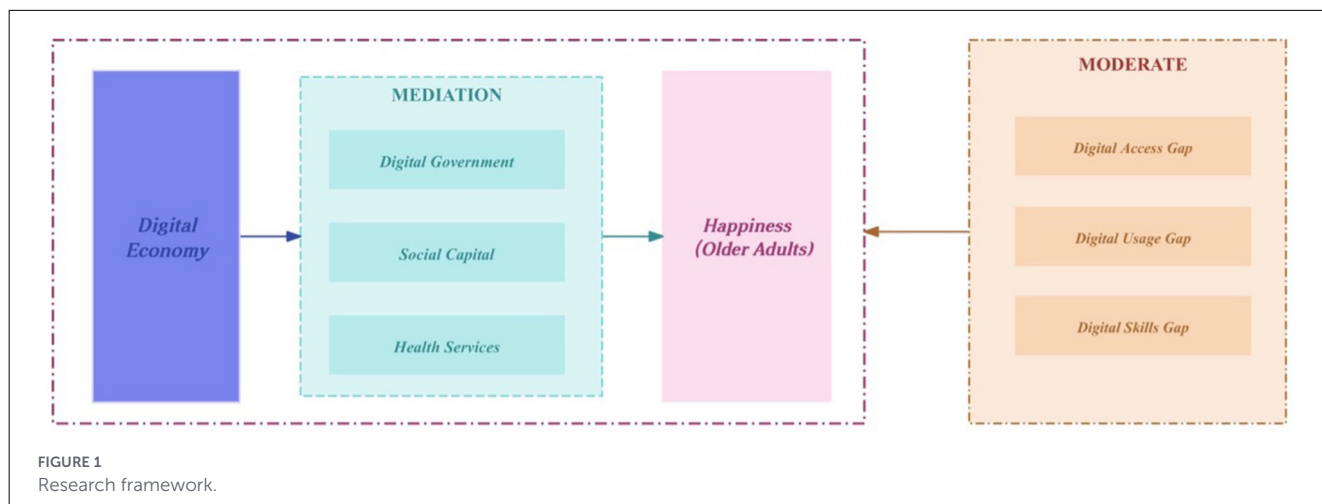 Digital
Economy
MEDIATION
Digital Government
Social Capital
Health Services
Happiness
(Older Adults)
MODERATE
Digital Access Gap
Digital Usage Gap
Digital Skills Gap
FIGURE 1
Research framework.